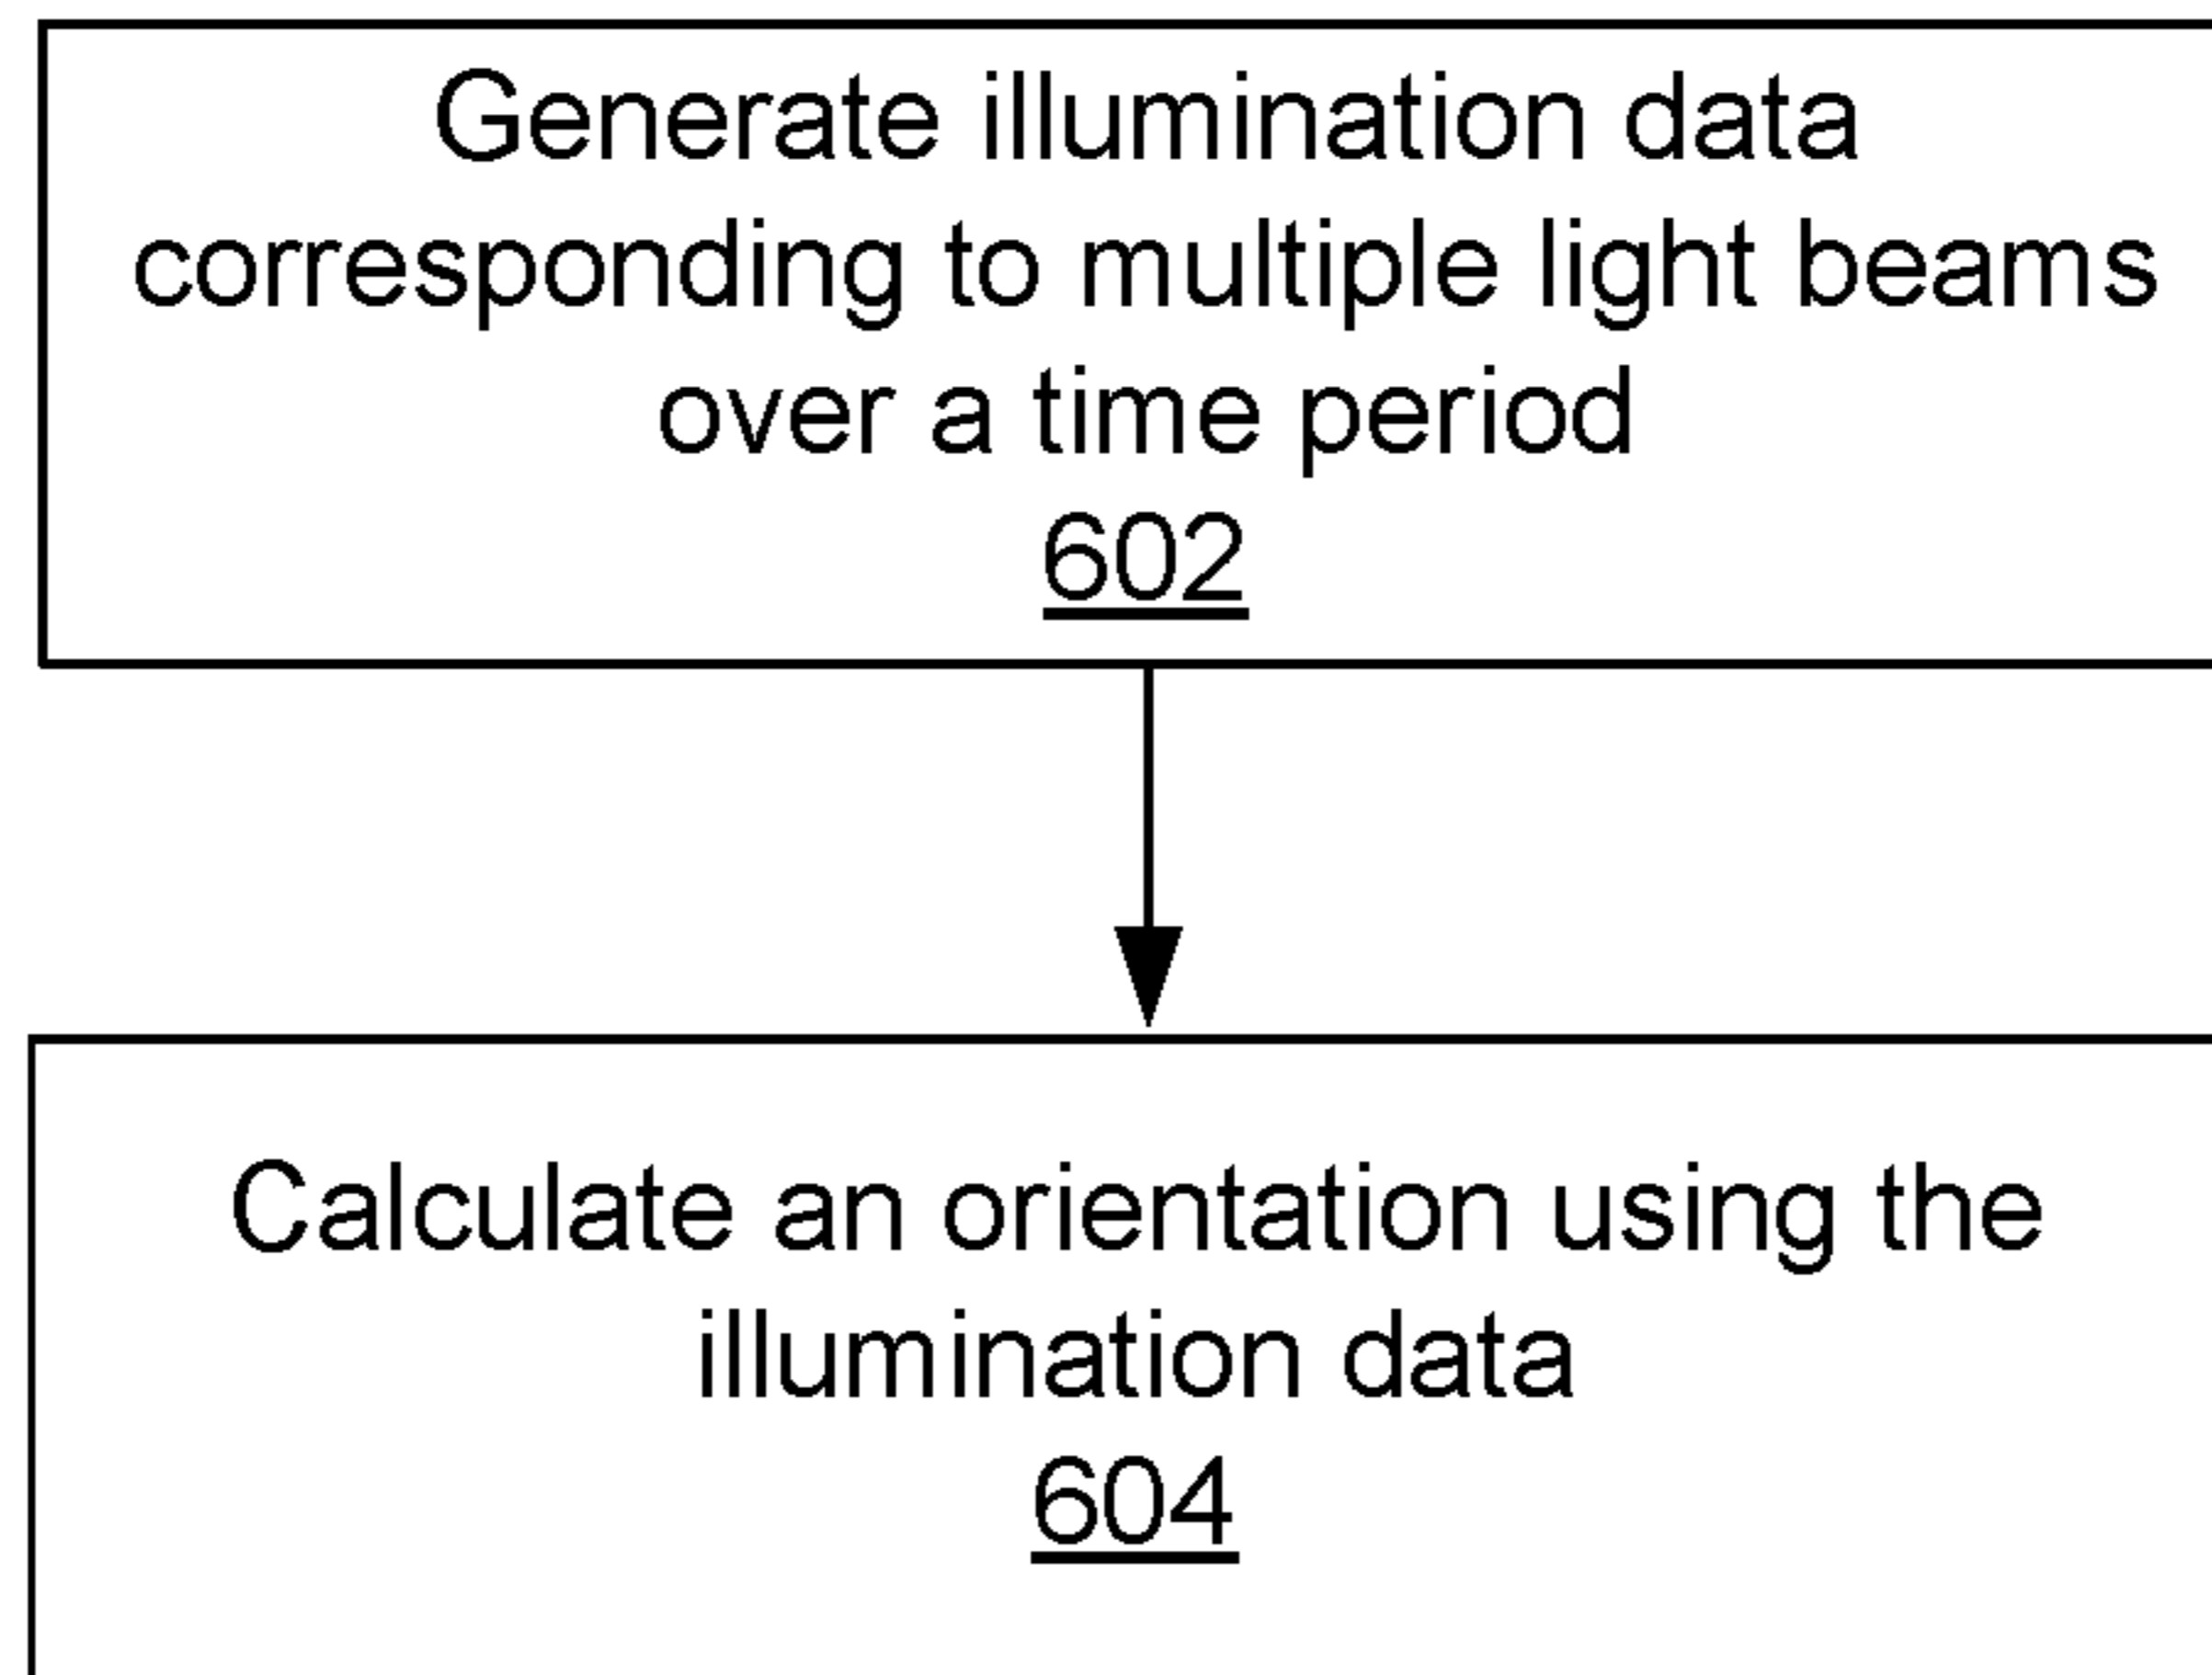 Generate illumination data
corresponding to multiple light beams
over a time period
602
Calculate an orientation using the
illumination data
604